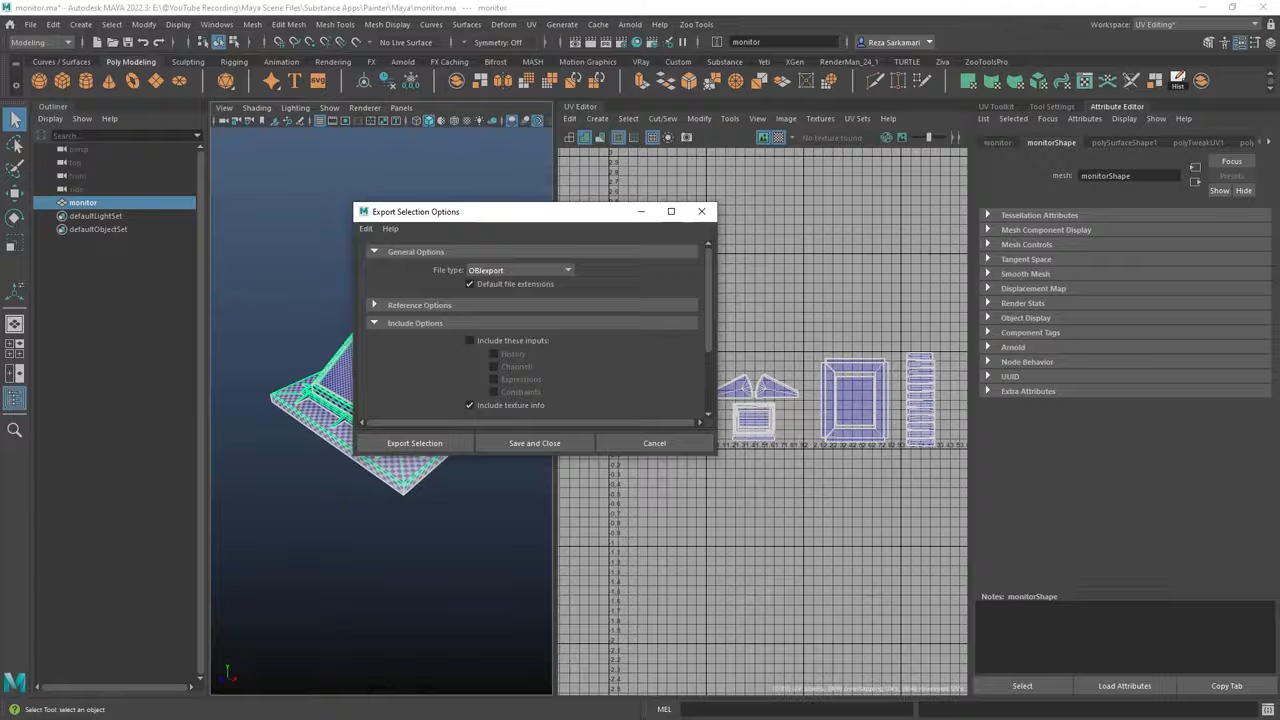 monitor.ma* - Autodesk MAYA 2022.3: E:\@YouTube Recording\Maya Scene Files\Substance Apps\Painter\Maya\monitor.ma --- monitor
File Edit Create Select Modify Display Windows Mesh Edit Mesh Mesh Tools Mesh Display Curves Surfaces Deform UV Generate Cache Arnold Help Zoo Tools
Workspace: UV Editing*
Modeling No Live Surface Symmetry: Off monitor Reza Sarkamari
Curves / Surfaces Poly Modeling Sculpting Rigging Animation Rendering FX FX Caching Bifrost MASH Motion Graphics VRay Custom Substance Yeti XGen RenderMan_24_1 TURTLE Ziva ZooToolsPro
Hist
Outliner
Display Show Help
Search...
persp
top
front
side
monitor
defaultLightSet
defaultObjectSet
View Shading Lighting Show Renderer Panels
UV Editor
Edit Create Select Cut/Sew Modify Tools View Image Textures UV Sets Help
No texture found
Export Selection Options
Edit Help
General Options
File type: OBJexport
Default file extensions
Reference Options
Include Options
Include these inputs:
History
Channels
Expressions
Constraints
Include texture info
Export Selection Save and Close Cancel
UV Toolkit Tool Settings Attribute Editor
List Selected Focus Attributes Display Show Help
monitor monitorShape polySurfaceShape1 polyTweakUV1 poly
mesh: monitorShape
Focus
Presets
Show Hide
Tessellation Attributes
Mesh Component Display
Mesh Controls
Tangent Space
Smooth Mesh
Displacement Map
Render Stats
Object Display
Component Tags
Arnold
Node Behavior
UUID
Extra Attributes
Notes: monitorShape
Select Load Attributes Copy Tab
Select Tool: select an object
MEL